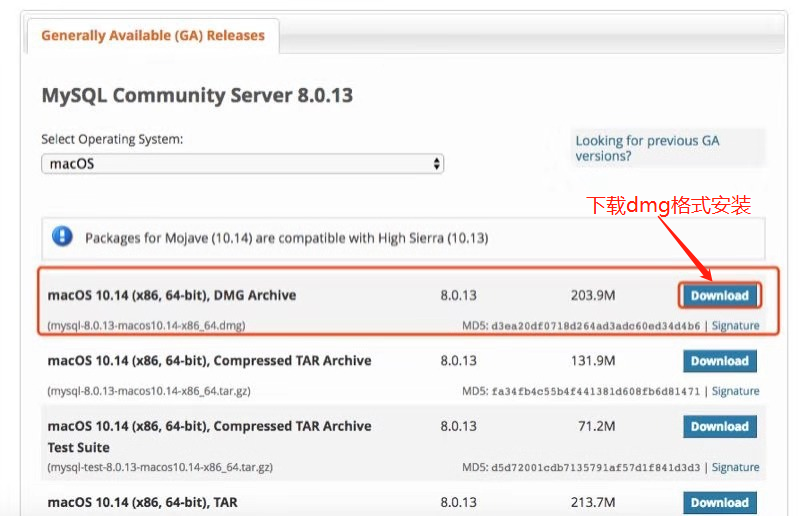 Generally Available (GA) Releases
MySQL Community Server 8.0.13
Select Operating System:
macOS
Looking for previous GA
versions?
下载dmg格式安装
Packages for Mojave (10.14) are compatible with High Sierra (10.13)
macOS 10.14 (x86, 64-bit), DMG Archive 8.0.13 203.9M Download
(mysql-8.0.13-macos10.14-x86_64.dmg) MD5: d3ea20df0718d264ad3adc60ed34d4b6 | Signature
macOS 10.14 (x86, 64-bit), Compressed TAR Archive 8.0.13 131.9M Download
(mysql-8.0.13-macos10.14-x86_64.tar.gz) MD5: fa34fb4c55b4f441381d608fb6d81471 | Signature
macOS 10.14 (x86, 64-bit), Compressed TAR Archive 8.0.13 71.2M Download
Test Suite
(mysql-test-8.0.13-macos10.14-x86_64.tar.gz) MD5: d5d72001cdb7135791af57d1f841d3d3 | Signature
macOS 10.14 (x86, 64-bit), TAR 8.0.13 213.7M Download